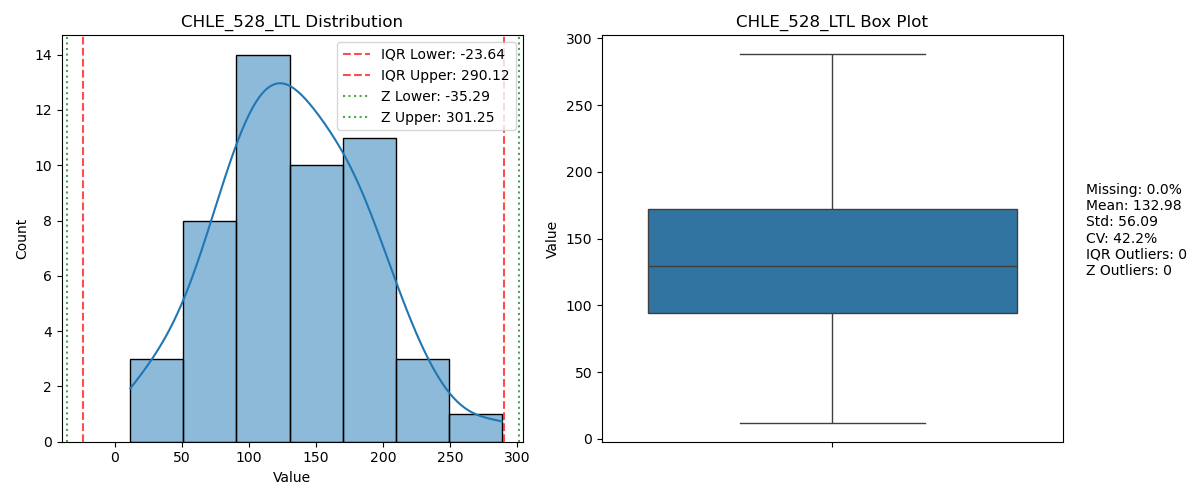 CHLE_528_LTL Distribution
IQR Lower: -23.64
IQR Upper: 290.12
Z Lower: -35.29
Z Upper: 301.25
14
12
10
8
6
4
2
0
Count
0 50 100 150 200 250 300
Value
CHLE_528_LTL Box Plot
300
250
200
150
100
50
0
Value
Missing: 0.0%
Mean: 132.98
Std: 56.09
CV: 42.2%
IQR Outliers: 0
Z Outliers: 0